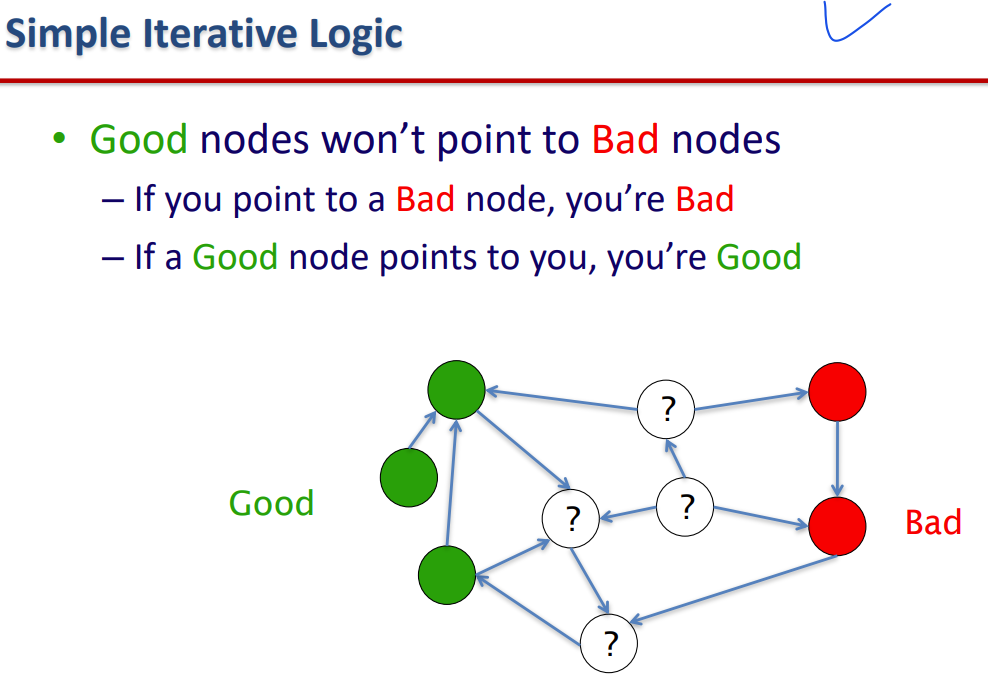 Simple Iterative Logic
• Good nodes won’t point to Bad nodes
– If you point to a Bad node, you’re Bad
– If a Good node points to you, you’re Good
?
?
?
Good
Bad
?